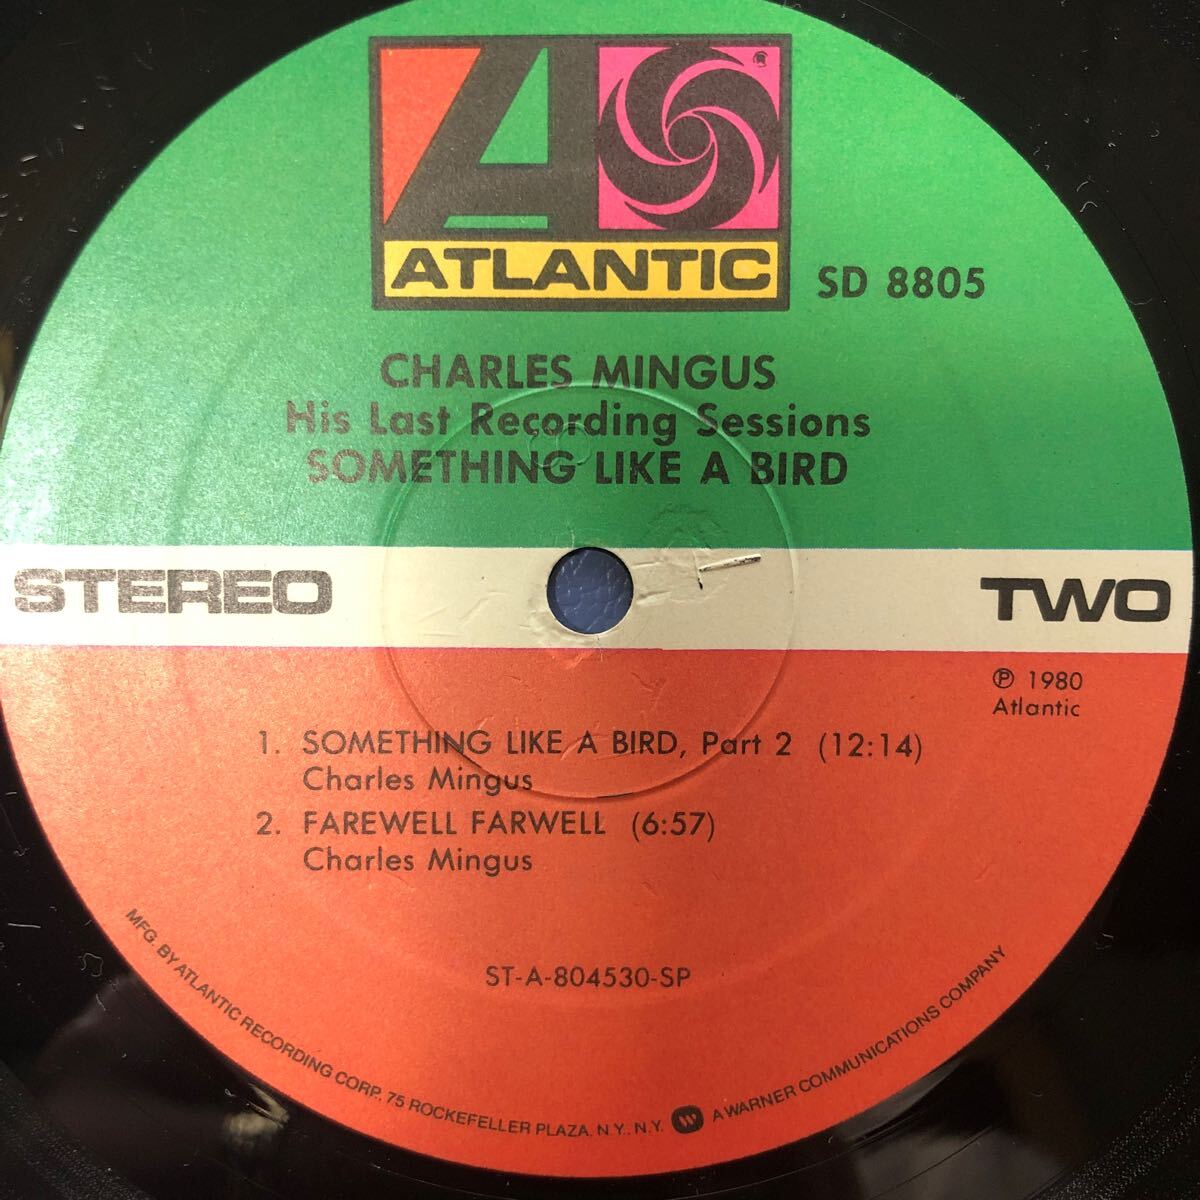 ATLANTIC
SD 8805
CHARLES MINGUS
His Last Recording Sessions
SOMETHING LIKE A BIRD
STEREO
TWO
℗ 1980
Atlantic
1. SOMETHING LIKE A BIRD, Part 2 (12:14)
Charles Mingus
2. FAREWELL FARWELL (6:57)
Charles Mingus
ST-A-804530-SP
MFG. BY ATLANTIC RECORDING CORP., 75 ROCKEFELLER PLAZA, N.Y., N.Y. A WARNER COMMUNICATIONS COMPANY